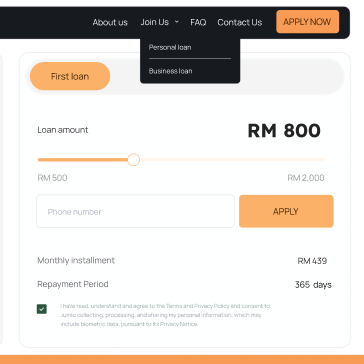 About us Join Us FAQ Contact Us APPLY NOW
Personal loan
Business loan
First loan
Loan amount RM 800
RM 500 RM 2,000
Phone number APPLY
Monthly installment RM 439
Repayment Period 365 days
I have read, understand and agree to the Terms and Privacy Policy and consent to
Jumlo collecting, processing, and sharing my personal information, which may
include biometric data, pursuant to its Privacy Notice.